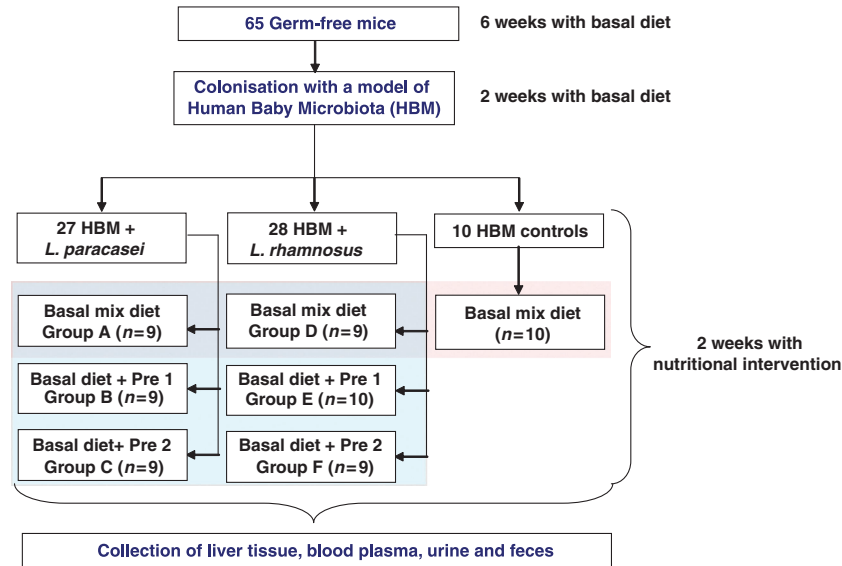 65 Germ-free mice
6 weeks with basal diet
Colonisation with a model of
Human Baby Microbiota (HBM)
2 weeks with basal diet
27 HBM +
L. paracasei
28 HBM +
L. rhamnosus
10 HBM controls
Basal mix diet
Group A (n=9)
Basal mix diet
Group D (n=9)
Basal mix diet
(n=10)
Basal diet + Pre 1
Group B (n=9)
Basal diet + Pre 1
Group E (n=10)
Basal diet+ Pre 2
Group C (n=9)
Basal diet + Pre 2
Group F (n=9)
2 weeks with
nutritional intervention
Collection of liver tissue, blood plasma, urine and feces